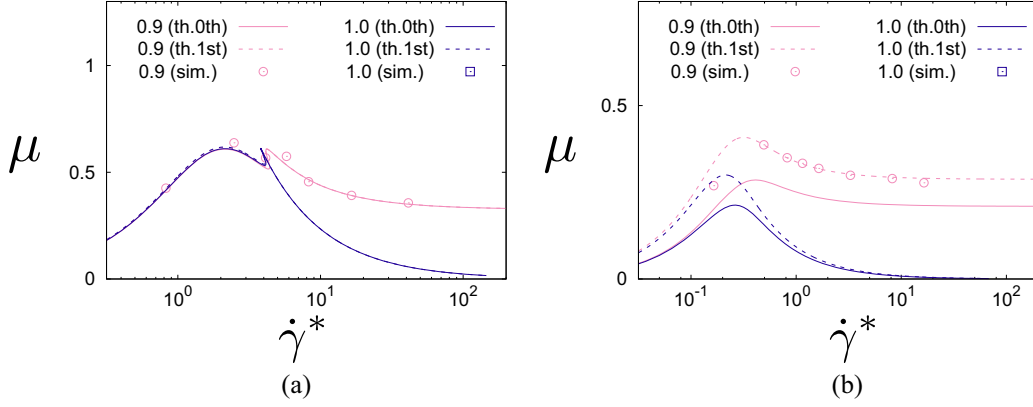 0.9 (th.0th) 1.0 (th.0th)
0.9 (th.1st) 1.0 (th.1st)
0.9 (sim.) 1.0 (sim.)
1
0.5
0
μ
10^0 10^1 10^2
γ̇*
(a)
0.9 (th.0th) 1.0 (th.0th)
0.9 (th.1st) 1.0 (th.1st)
0.9 (sim.) 1.0 (sim.)
0.5
0
μ
10^-1 10^0 10^1 10^2
γ̇*
(b)